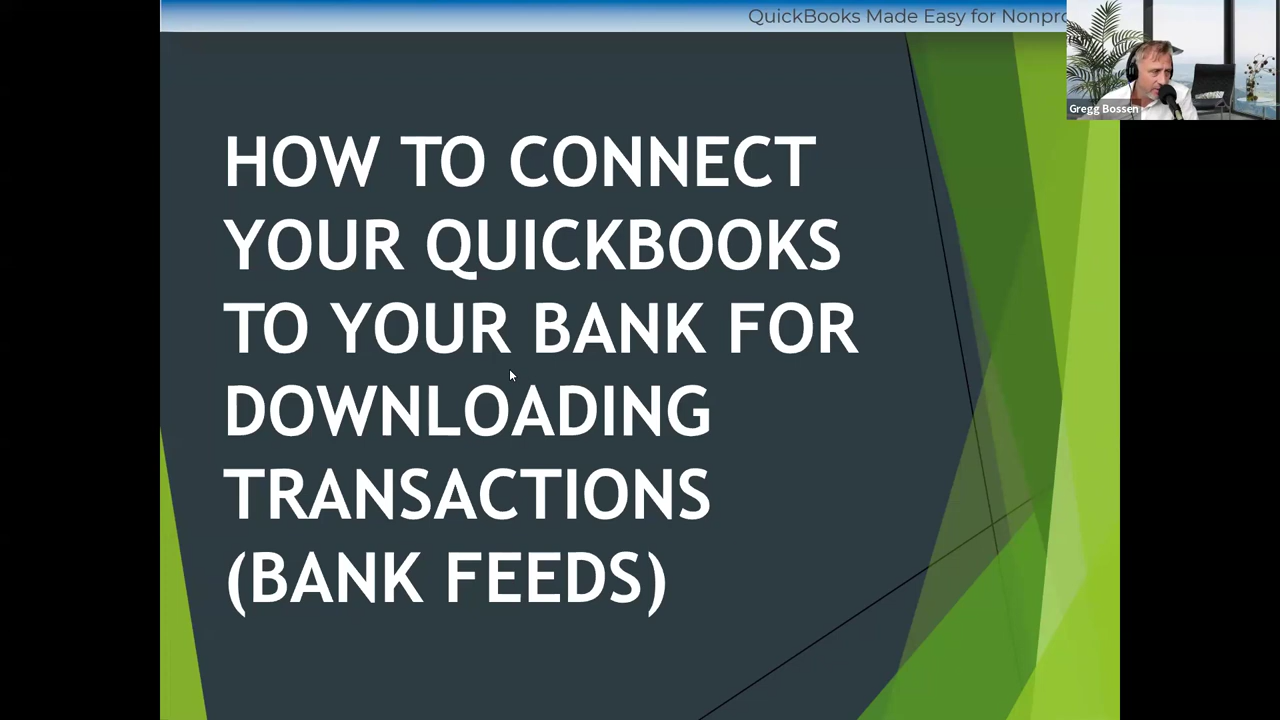 QuickBooks Made Easy for Nonpro
Gregg Bossen
HOW TO CONNECT
YOUR QUICKBOOKS
TO YOUR BANK FOR
DOWNLOADING
TRANSACTIONS
(BANK FEEDS)